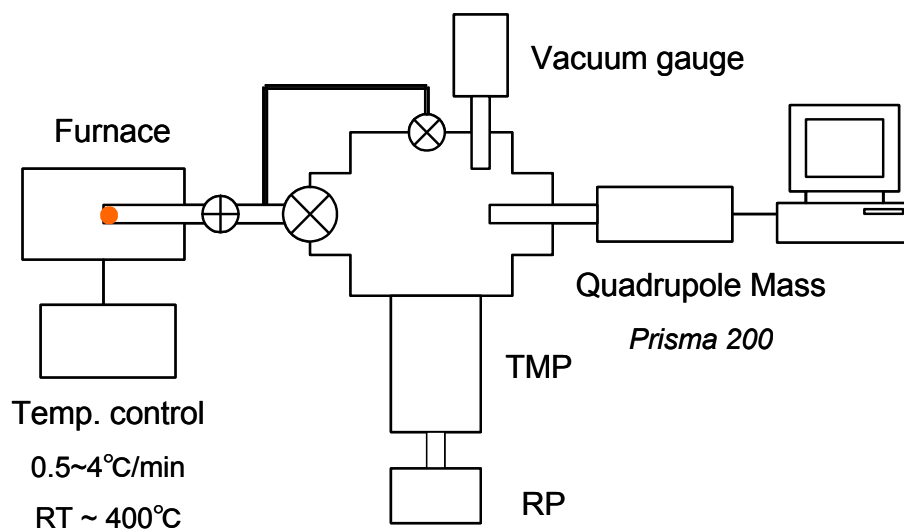 Vacuum gauge
Furnace
Quadrupole Mass
Prisma 200
TMP
Temp. control
0.5~4℃/min
RP
RT ~ 400℃